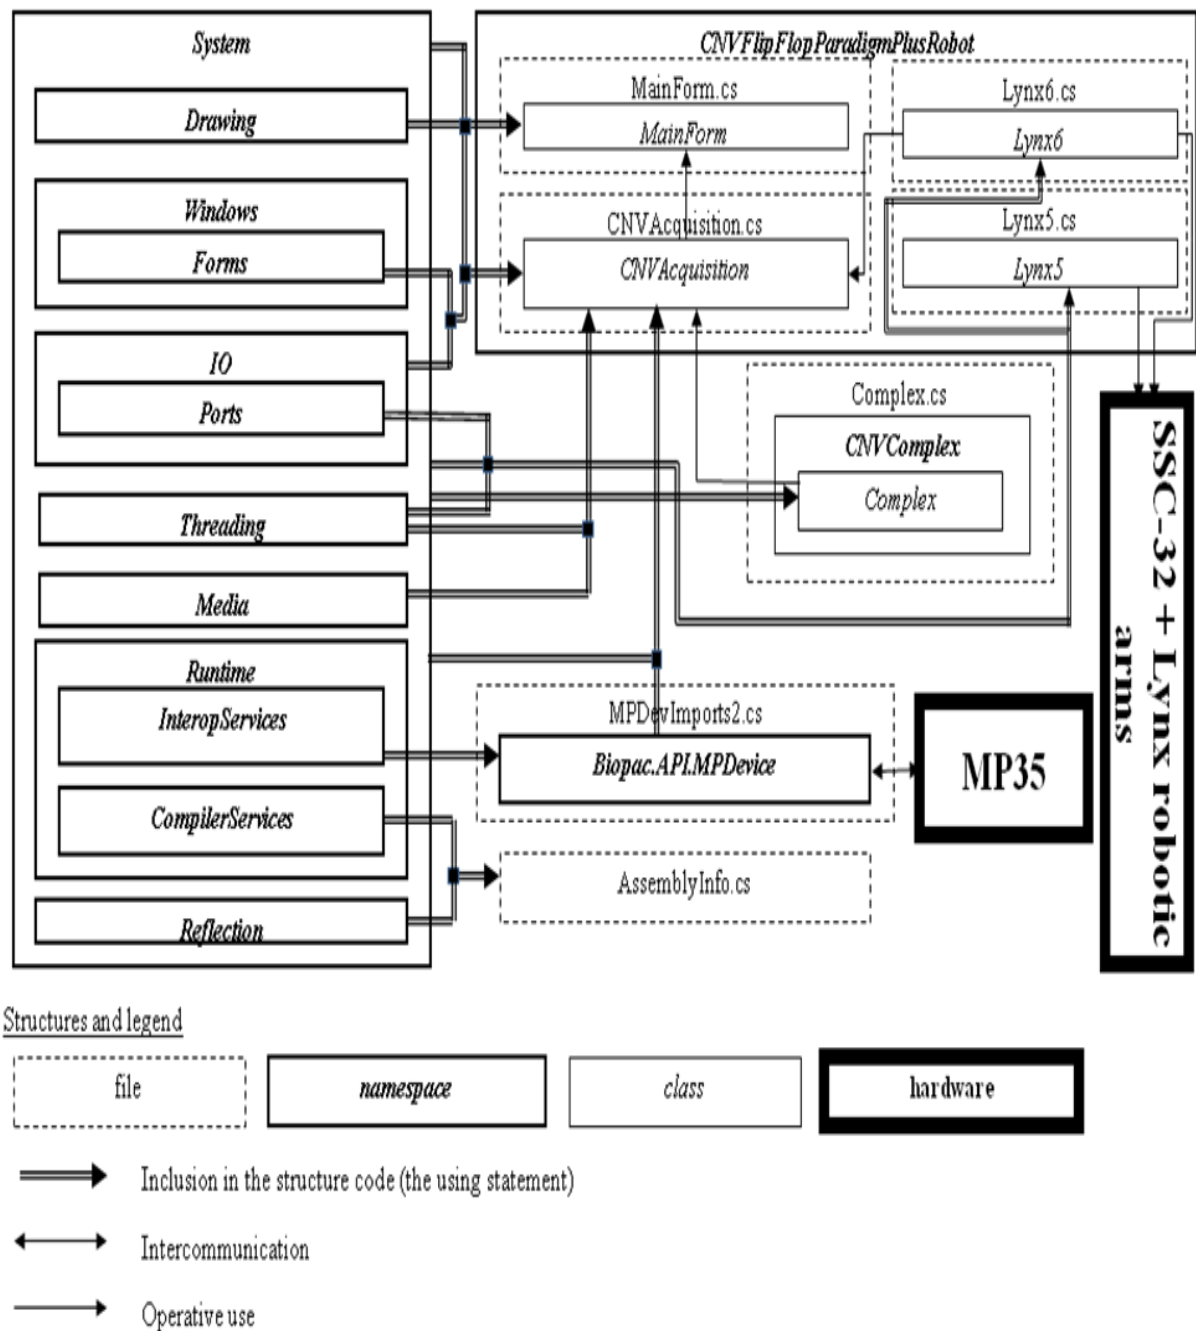 System
Drawing
Windows
Forms
IO
Ports
Threading
Media
Runtime
InteropServices
CompilerServices
Reflection
CNVFlipFlopParadigmPlusRobot
MainForm.cs
MainForm
CNVAcquisition.cs
CNVAcquisition
Lynx6.cs
Lynx6
Lynx5.cs
Lynx5
Complex.cs
CNVComplex
Complex
MPDevImports2.cs
Biopac.API.MPDevice
AssemblyInfo.cs
MP35
SSC-32 + Lynx robotic
arms
Structures and legend
file
namespace
class
hardware
Inclusion in the structure code (the using statement)
Intercommunication
Operative use